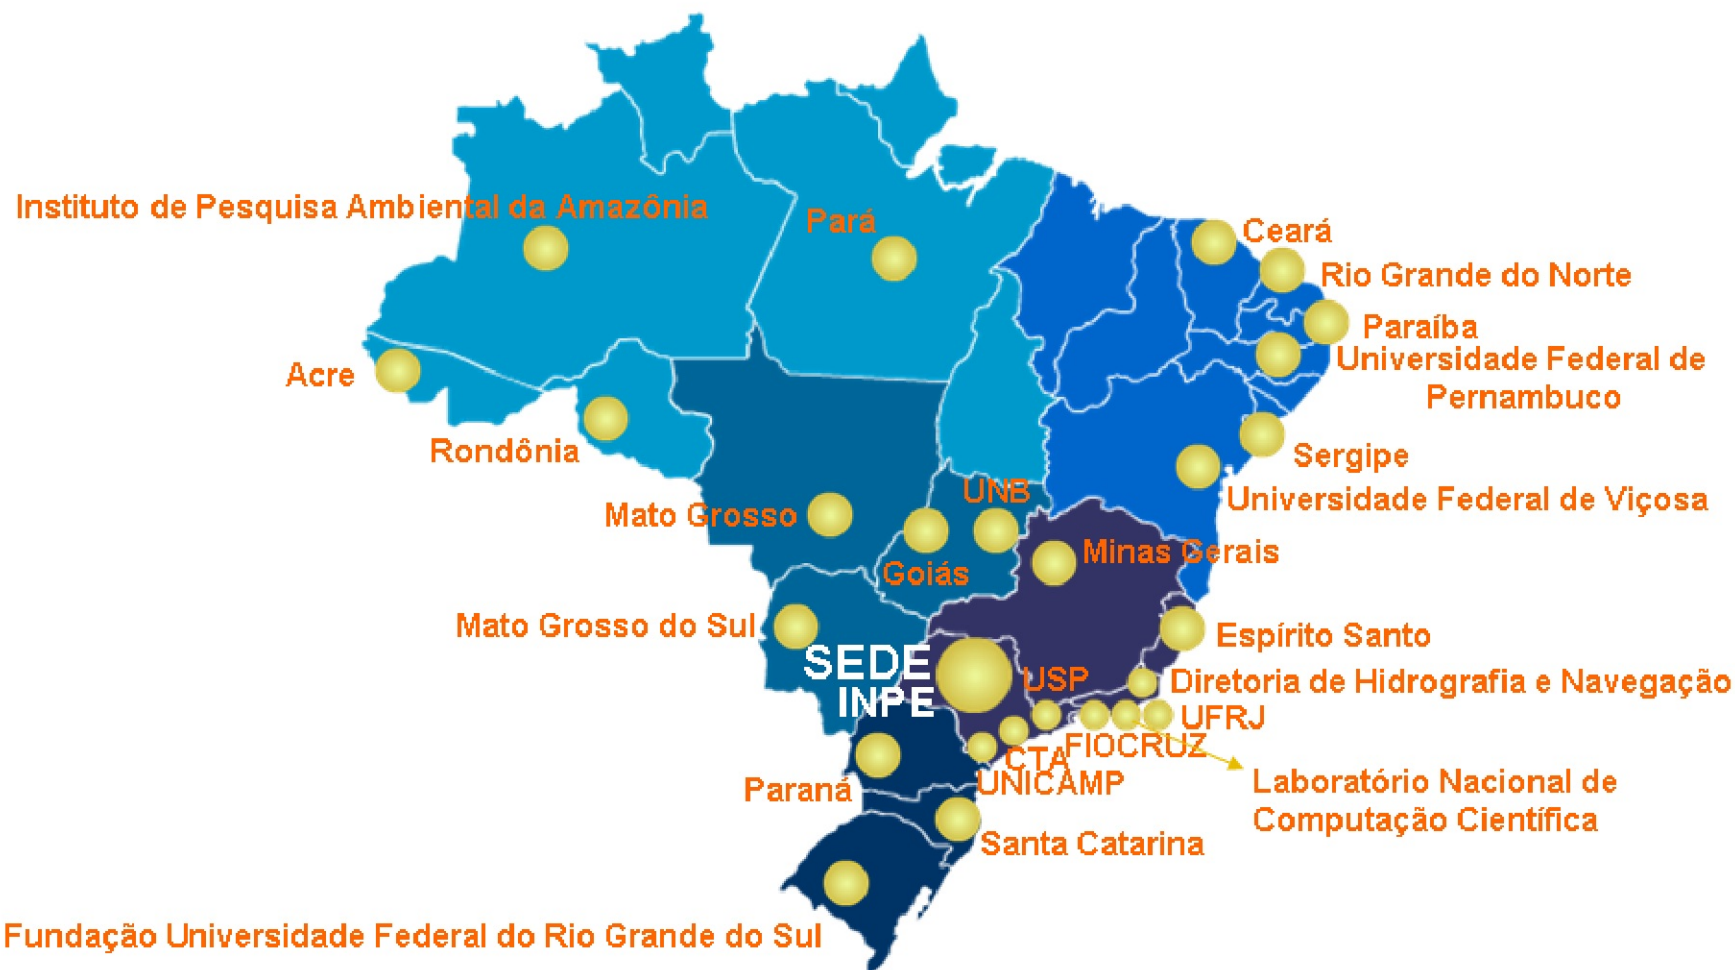 Instituto de Pesquisa Ambiental da Amazônia
Pará
Ceará
Rio Grande do Norte
Paraíba
Universidade Federal de
Pernambuco
Acre
Rondônia
Sergipe
UNB
Universidade Federal de Viçosa
Mato Grosso
Minas Gerais
Goiás
Mato Grosso do Sul
Espírito Santo
SEDE
INPE
USP
Diretoria de Hidrografia e Navegação
UFRJ
FIOCRUZ
CTA
UNICAMP
Laboratório Nacional de
Computação Científica
Paraná
Santa Catarina
Fundação Universidade Federal do Rio Grande do Sul